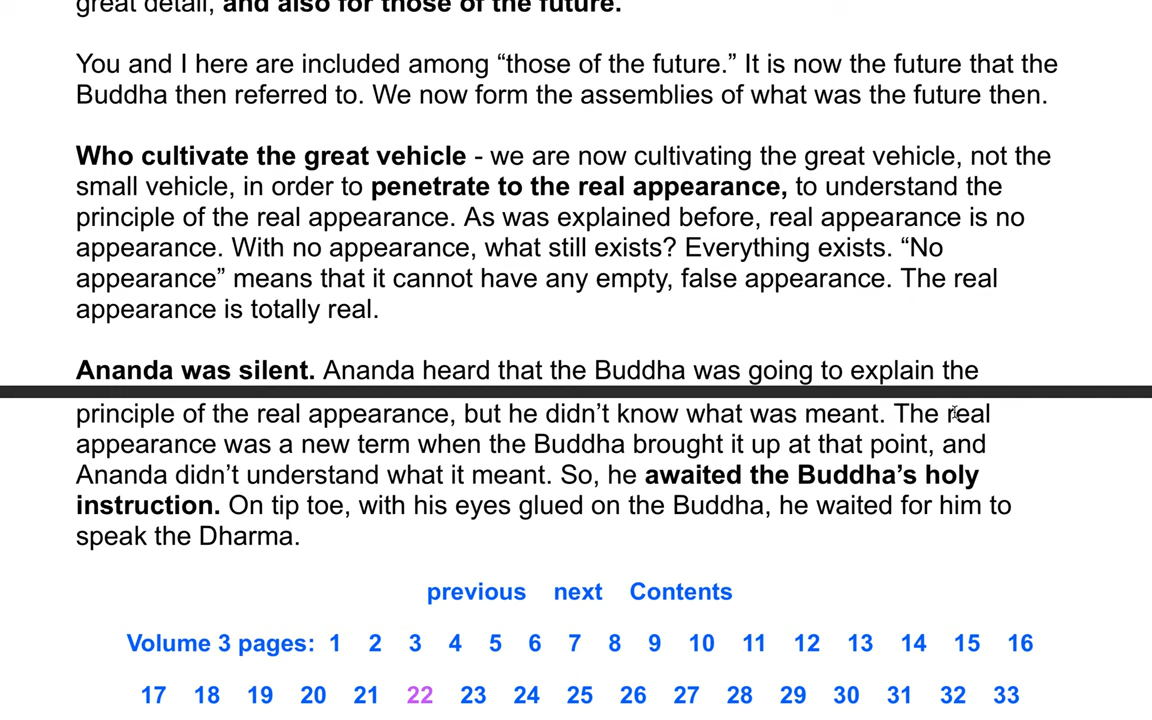 great detail, and also for those of the future.
You and I here are included among “those of the future.” It is now the future that the
Buddha then referred to. We now form the assemblies of what was the future then.
Who cultivate the great vehicle - we are now cultivating the great vehicle, not the
small vehicle, in order to penetrate to the real appearance, to understand the
principle of the real appearance. As was explained before, real appearance is no
appearance. With no appearance, what still exists? Everything exists. “No
appearance” means that it cannot have any empty, false appearance. The real
appearance is totally real.
Ananda was silent. Ananda heard that the Buddha was going to explain the
principle of the real appearance, but he didn’t know what was meant. The real
appearance was a new term when the Buddha brought it up at that point, and
Ananda didn’t understand what it meant. So, he awaited the Buddha’s holy
instruction. On tip toe, with his eyes glued on the Buddha, he waited for him to
speak the Dharma.
previous next Contents
Volume 3 pages: 1 2 3 4 5 6 7 8 9 10 11 12 13 14 15 16
17 18 19 20 21 22 23 24 25 26 27 28 29 30 31 32 33